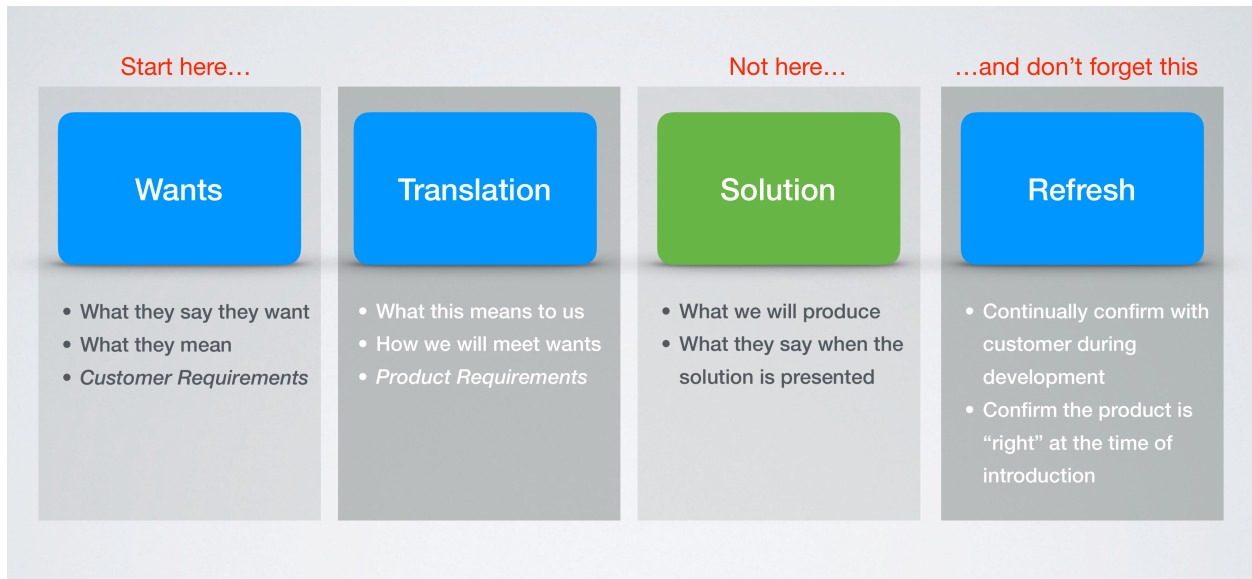 Start here…
Not here…
…and don’t forget this
Wants
Translation
Solution
Refresh
• What they say they want
• What they mean
• Customer Requirements
• What this means to us
• How we will meet wants
• Product Requirements
• What we will produce
• What they say when the
solution is presented
• Continually confirm with
customer during
development
• Confirm the product is
“right” at the time of
introduction